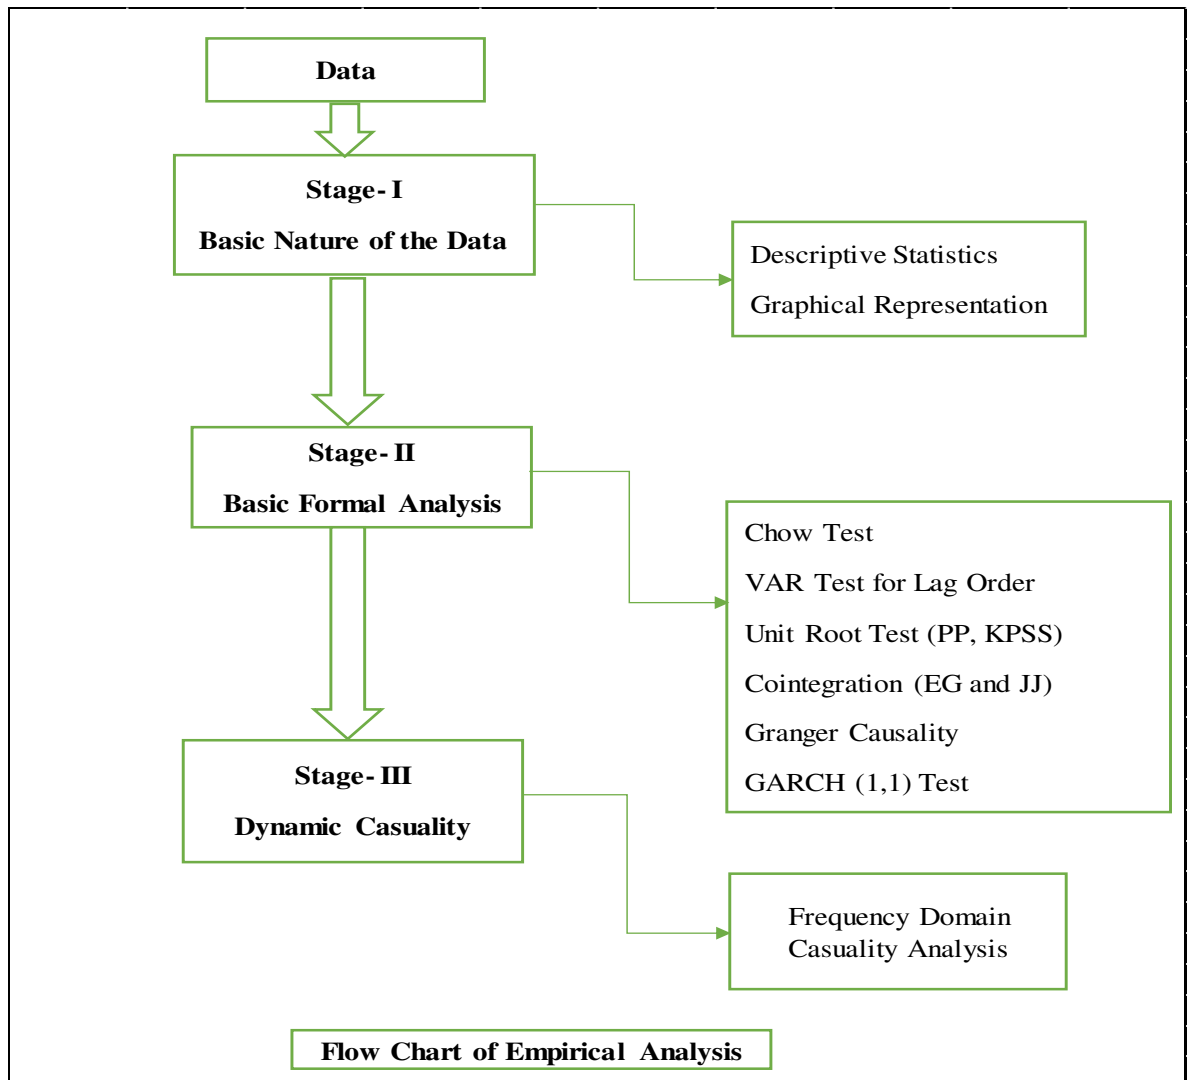 Data
Stage-I
Basic Nature of the Data
Descriptive Statistics
Graphical Representation
Stage-II
Basic Formal Analysis
Chow Test
VAR Test for Lag Order
Unit Root Test (PP, KPSS)
Cointegration (EG and JJ)
Granger Causality
GARCH (1,1) Test
Stage-III
Dynamic Casuality
Frequency Domain
Casuality Analysis
Flow Chart of Empirical Analysis